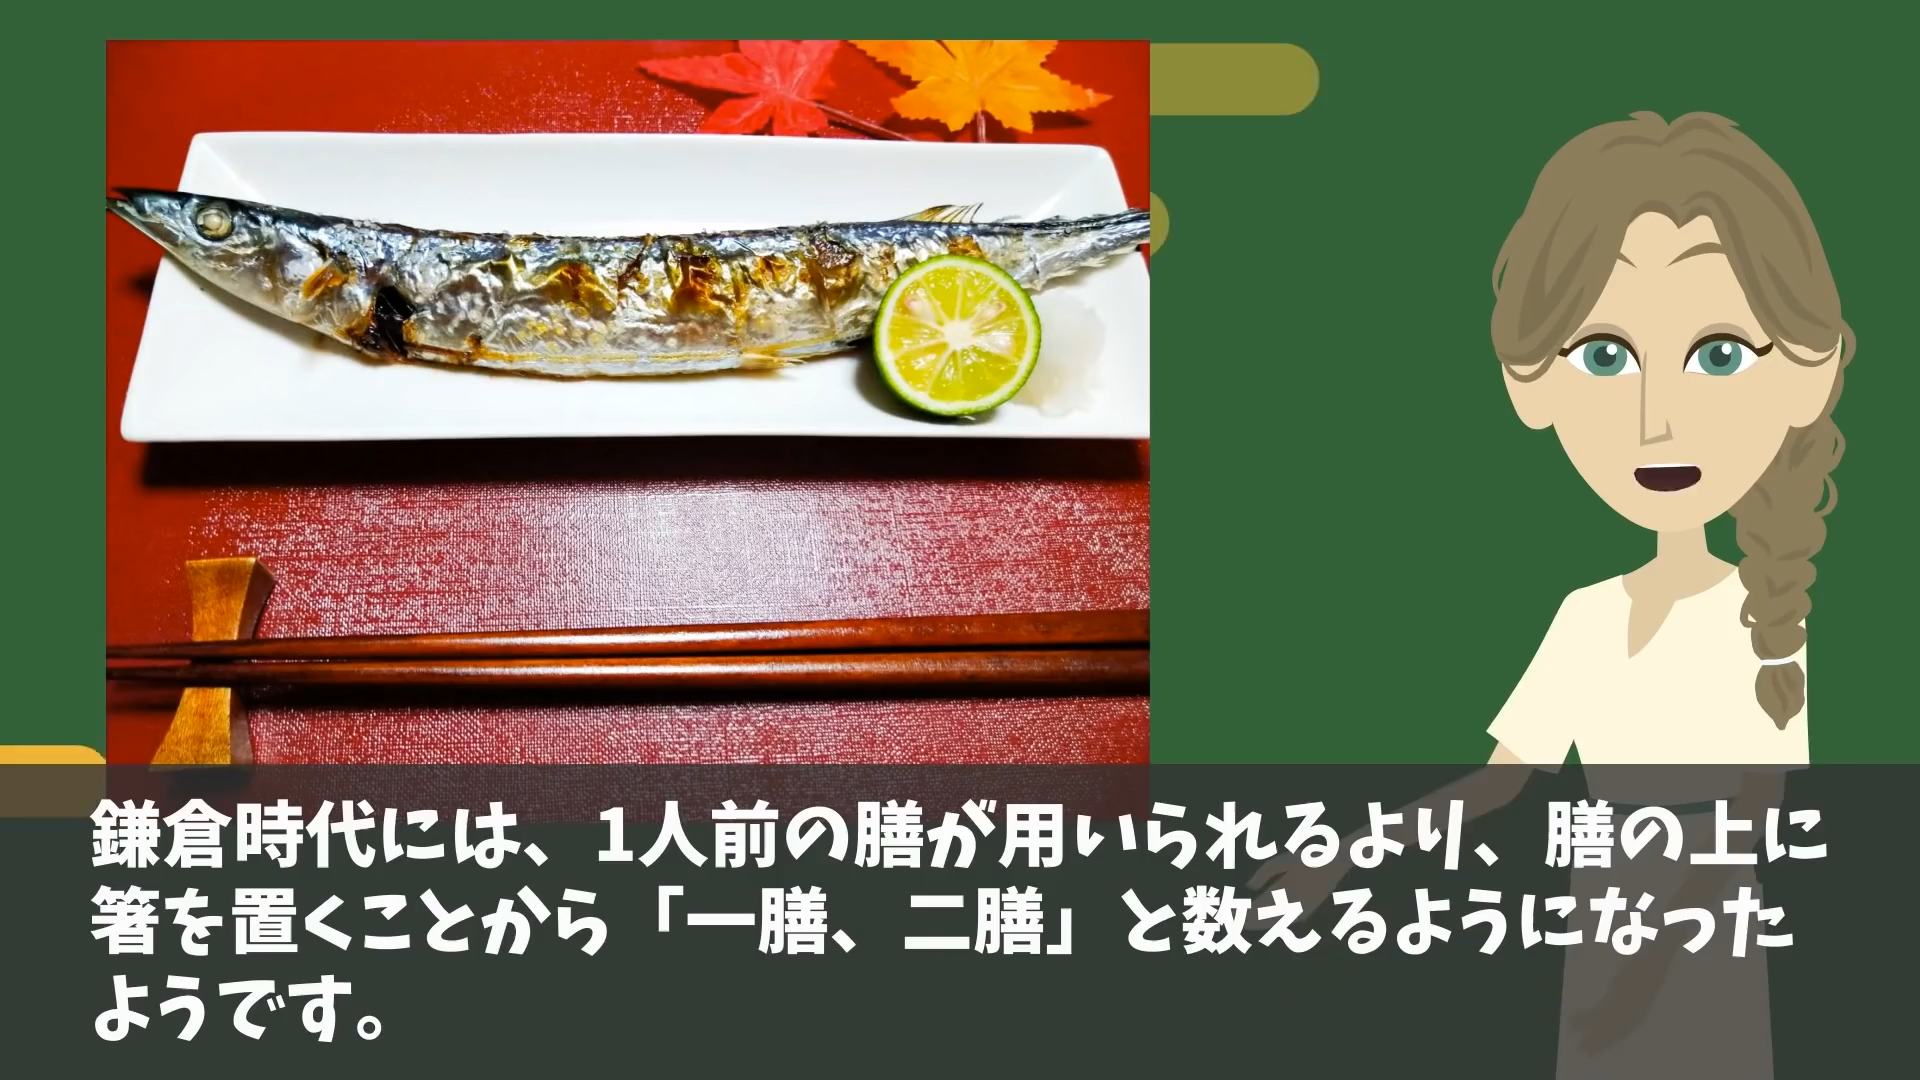 鎌倉時代には、1人前の膳が用いられるより、膳の上に
箸を置くことから「一膳、二膳」と数えるようになった
ようです。